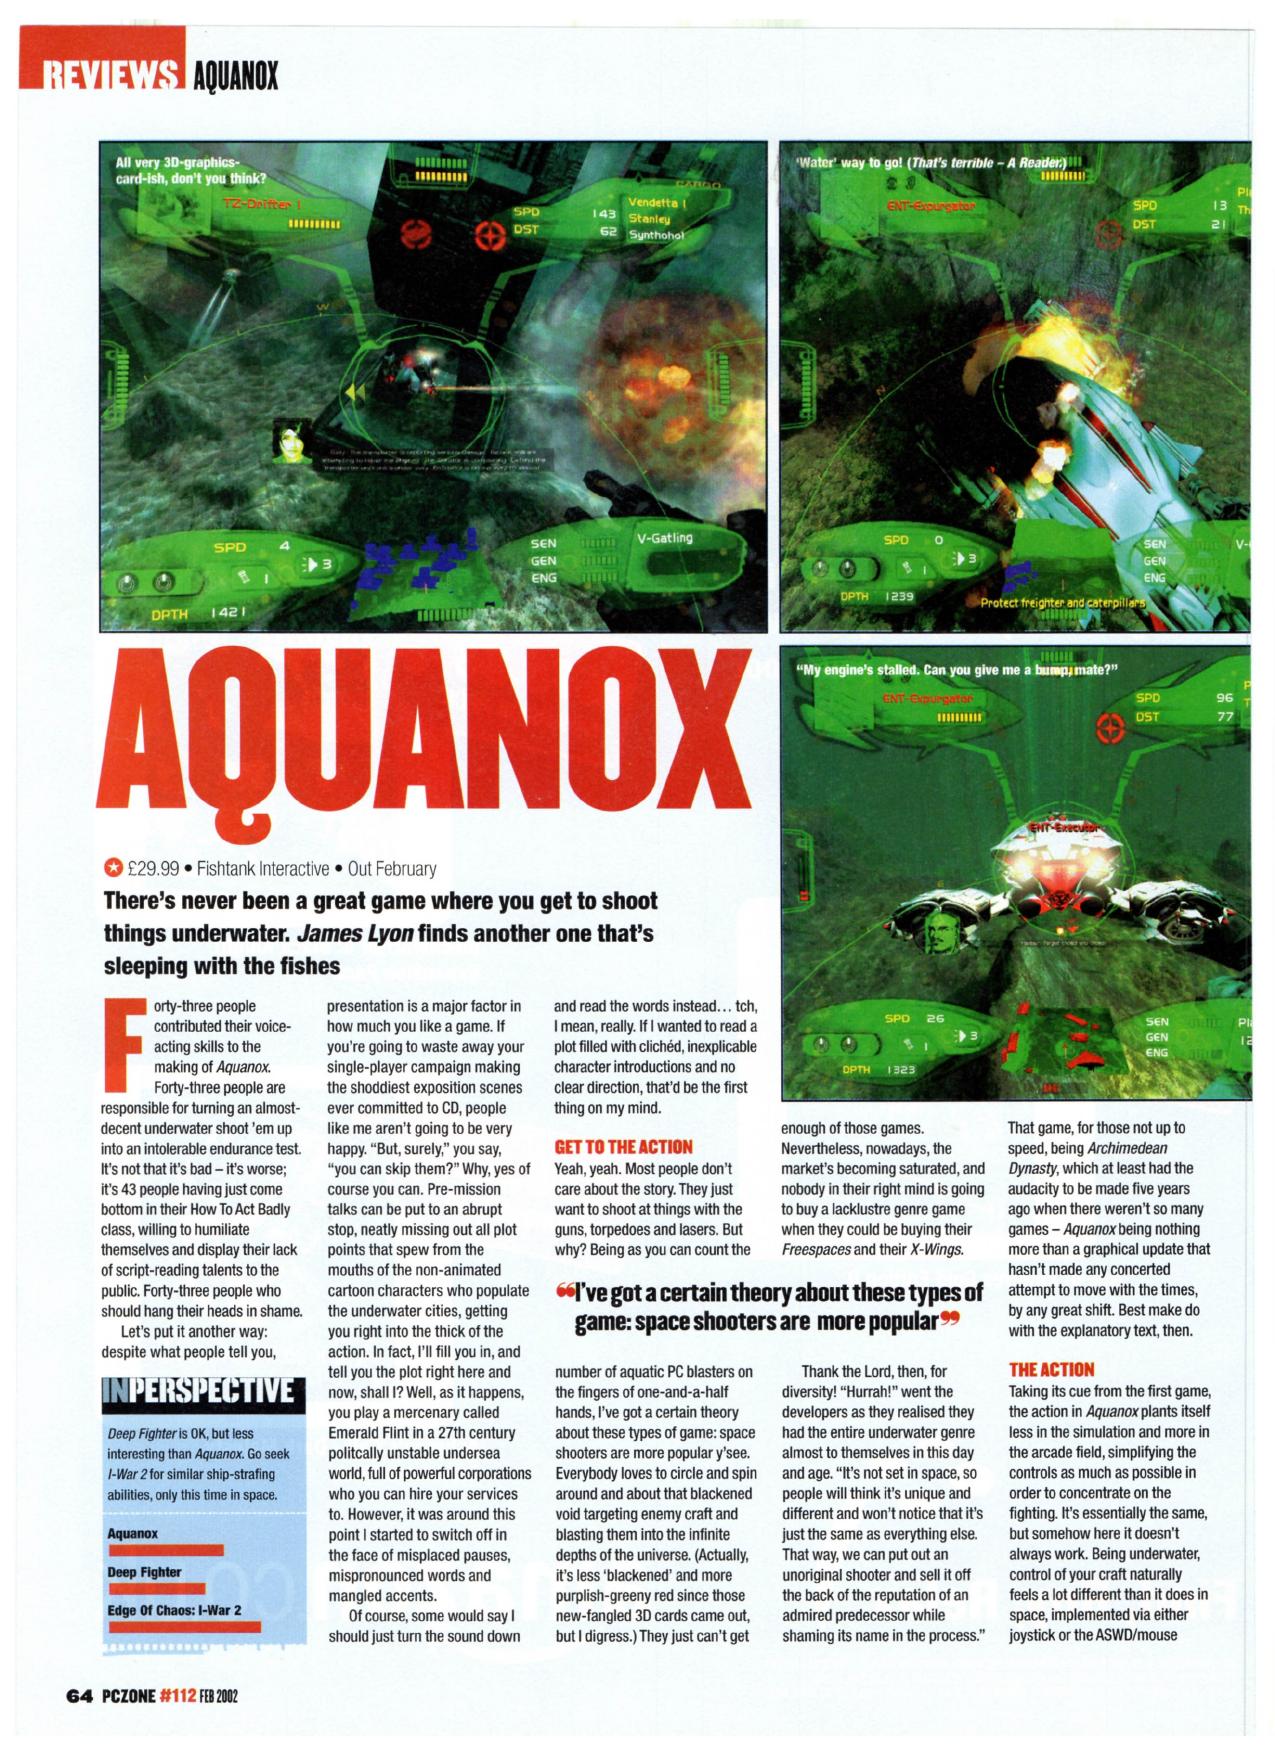 REVIEWS AQUANOX
All very 3D-graphics-
card-ish, don't you think?
TZ-Drifter 1
SPD 143
DST 62
CARGO
Vendetta 1
Stanley
Synthohol
W
SPD 4
1
3
DPTH 1421
SEN
GEN
ENG
V-Gatling
'Water' way to go! (That's terrible – A Reader.)
ENT-Expurgator
SPD 13
DST 21
Pl
Th
SPD 0
1
3
DPTH 1239
SEN
GEN
ENG
V-
Protect freighter and caterpillars
"My engine's stalled. Can you give me a bump, mate?"
ENT-Expurgator
SPD 96
DST 77
ENT-Executor
SPD 26
1
3
DPTH 1323
SEN
GEN
ENG
Pl
12
AQUANOX
£29.99 • Fishtank Interactive • Out February
There's never been a great game where you get to shoot
things underwater. James Lyon finds another one that's
sleeping with the fishes
Forty-three people
contributed their voice-
acting skills to the
making of Aquanox.
Forty-three people are
responsible for turning an almost-
decent underwater shoot 'em up
into an intolerable endurance test.
It's not that it's bad – it's worse;
it's 43 people having just come
bottom in their How To Act Badly
class, willing to humiliate
themselves and display their lack
of script-reading talents to the
public. Forty-three people who
should hang their heads in shame.
Let's put it another way:
despite what people tell you,
presentation is a major factor in
how much you like a game. If
you're going to waste away your
single-player campaign making
the shoddiest exposition scenes
ever committed to CD, people
like me aren't going to be very
happy. "But, surely," you say,
"you can skip them?" Why, yes of
course you can. Pre-mission
talks can be put to an abrupt
stop, neatly missing out all plot
points that spew from the
mouths of the non-animated
cartoon characters who populate
the underwater cities, getting
you right into the thick of the
action. In fact, I'll fill you in, and
tell you the plot right here and
now, shall I? Well, as it happens,
you play a mercenary called
Emerald Flint in a 27th century
politcally unstable undersea
world, full of powerful corporations
who you can hire your services
to. However, it was around this
point I started to switch off in
the face of misplaced pauses,
mispronounced words and
mangled accents.
Of course, some would say I
should just turn the sound down
and read the words instead... tch,
I mean, really. If I wanted to read a
plot filled with clichéd, inexplicable
character introductions and no
clear direction, that'd be the first
thing on my mind.
GET TO THE ACTION
Yeah, yeah. Most people don't
care about the story. They just
want to shoot at things with the
guns, torpedoes and lasers. But
why? Being as you can count the
number of aquatic PC blasters on
the fingers of one-and-a-half
hands, I've got a certain theory
about these types of game: space
shooters are more popular y'see.
Everybody loves to circle and spin
around and about that blackened
void targeting enemy craft and
blasting them into the infinite
depths of the universe. (Actually,
it's less 'blackened' and more
purplish-greeny red since those
new-fangled 3D cards came out,
but I digress.) They just can't get
enough of those games.
Nevertheless, nowadays, the
market's becoming saturated, and
nobody in their right mind is going
to buy a lacklustre genre game
when they could be buying their
Freespaces and their X-Wings.
"I've got a certain theory about these types of
game: space shooters are more popular"
Thank the Lord, then, for
diversity! "Hurrah!" went the
developers as they realised they
had the entire underwater genre
almost to themselves in this day
and age. "It's not set in space, so
people will think it's unique and
different and won't notice that it's
just the same as everything else.
That way, we can put out an
unoriginal shooter and sell it off
the back of the reputation of an
admired predecessor while
shaming its name in the process."
That game, for those not up to
speed, being Archimedean
Dynasty, which at least had the
audacity to be made five years
ago when there weren't so many
games – Aquanox being nothing
more than a graphical update that
hasn't made any concerted
attempt to move with the times,
by any great shift. Best make do
with the explanatory text, then.
THE ACTION
Taking its cue from the first game,
the action in Aquanox plants itself
less in the simulation and more in
the arcade field, simplifying the
controls as much as possible in
order to concentrate on the
fighting. It's essentially the same,
but somehow here it doesn't
always work. Being underwater,
control of your craft naturally
feels a lot different than it does in
space, implemented via either
joystick or the ASWD/mouse
INPERSPECTIVE
Deep Fighter is OK, but less
interesting than Aquanox. Go seek
I-War 2 for similar ship-strafing
abilities, only this time in space.
Aquanox
Deep Fighter
Edge Of Chaos: I-War 2
64 PCZONE #112 FEB 2002